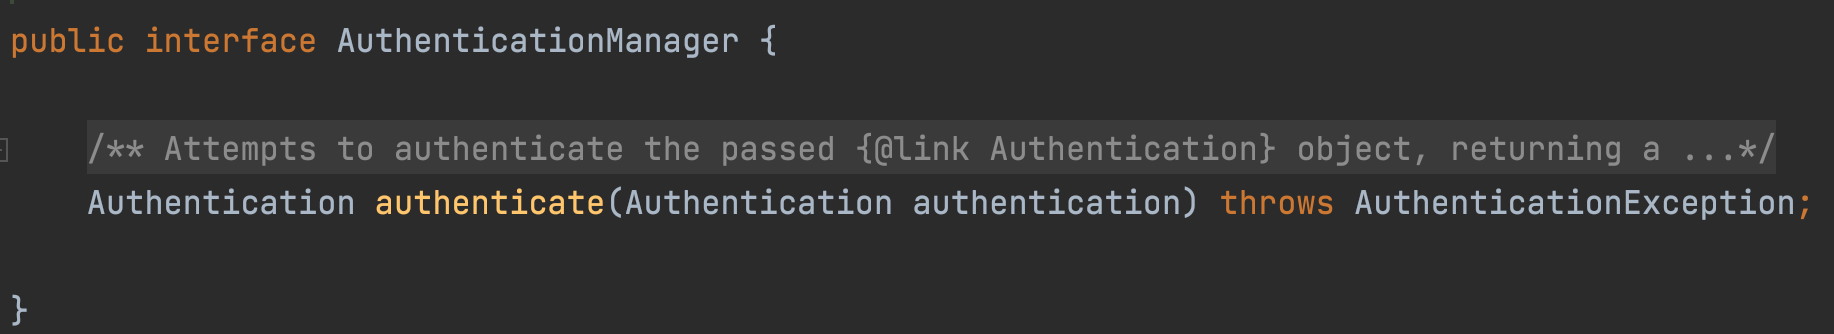 public interface AuthenticationManager {
/** Attempts to authenticate the passed {@link Authentication} object, returning a ...*/
Authentication authenticate(Authentication authentication) throws AuthenticationException;
}